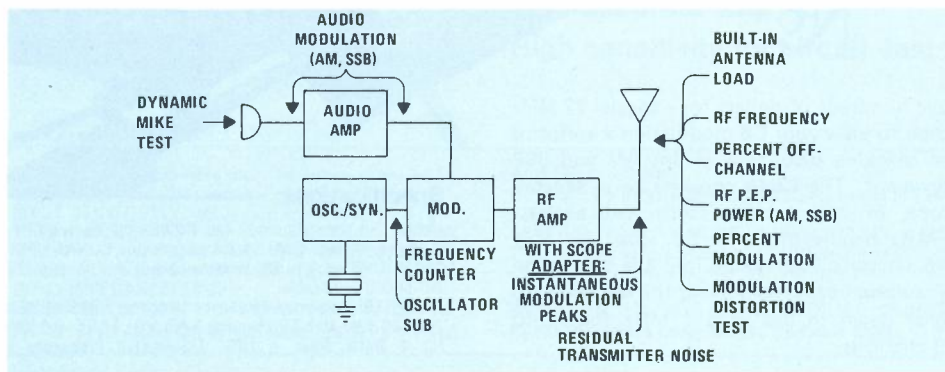 AUDIO
MODULATION
(AM, SSB)
DYNAMIC
MIKE
TEST
AUDIO
AMP
OSC./SYN.
MOD.
RF
AMP
FREQUENCY
COUNTER
OSCILLATOR
SUB
WITH SCOPE
ADAPTER:
INSTANTANEOUS
MODULATION
PEAKS
RESIDUAL
TRANSMITTER NOISE
BUILT-IN
ANTENNA
LOAD
RF FREQUENCY
PERCENT OFF-
CHANNEL
RF P.E.P.
POWER (AM, SSB)
PERCENT
MODULATION
MODULATION
DISTORTION
TEST